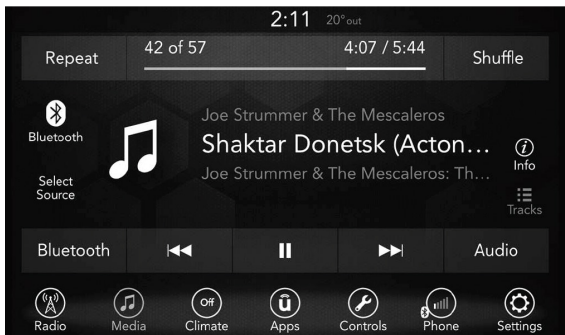 2:11 20° out
Repeat
42 of 57 4:07 / 5:44
Shuffle
Bluetooth
Joe Strummer & The Mescaleros
Shaktar Donetsk (Acton...
Joe Strummer & The Mescaleros: Th...
Info
Select
Source
Tracks
Bluetooth
Audio
Radio
Media
Off
Climate
û
Apps
Controls
Phone
Settings